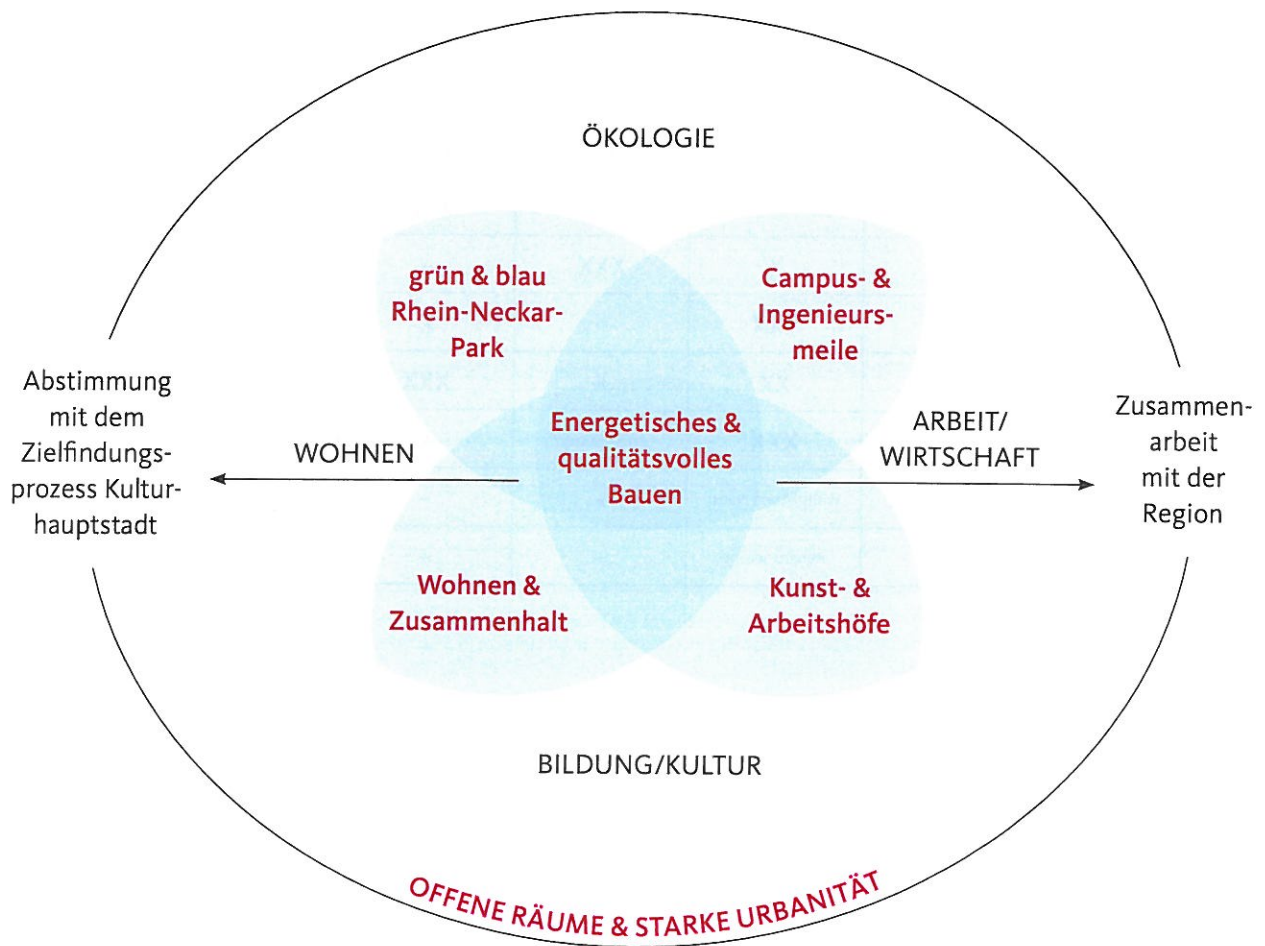 ÖKOLOGIE
grün & blau
Rhein-Neckar-
Park
Campus- &
Ingenieurs-
meile
Abstimmung
mit dem
Zielfindungs-
prozess Kultur-
hauptstadt
WOHNEN
Energetisches &
qualitätsvolles
Bauen
ARBEIT/
WIRTSCHAFT
Zusammen-
arbeit
mit der
Region
Wohnen &
Zusammenhalt
Kunst- &
Arbeitshöfe
BILDUNG/KULTUR
OFFENE RÄUME & STARKE URBANITÄT